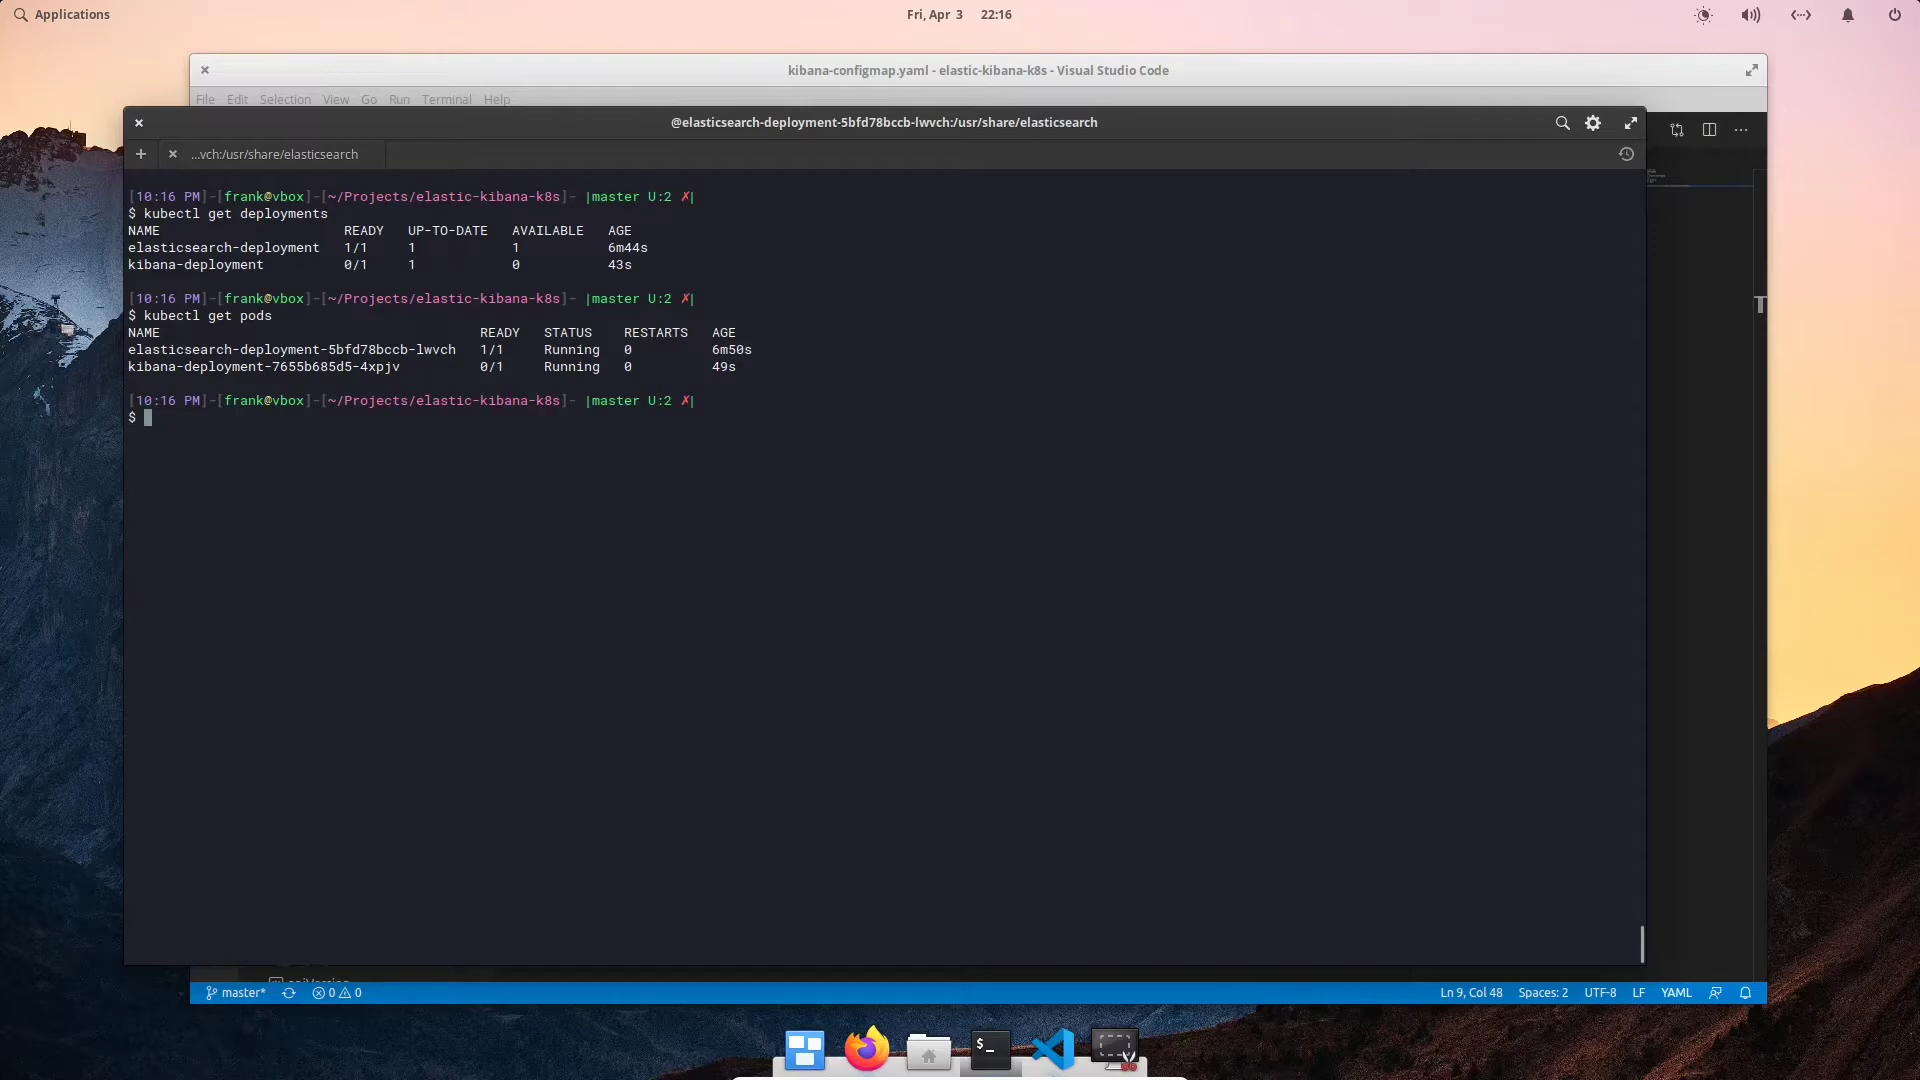 Applications
Fri, Apr 3 22:16
kibana-configmap.yaml - elastic-kibana-k8s - Visual Studio Code
File Edit Selection View Go Run Terminal Help
@elasticsearch-deployment-5bfd78bccb-lwvch:/usr/share/elasticsearch
...vch:/usr/share/elasticsearch
[10:16 PM]-[frank@vbox]-[~/Projects/elastic-kibana-k8s]- |master U:2 ✗|
$ kubectl get deployments
NAME READY UP-TO-DATE AVAILABLE AGE
elasticsearch-deployment 1/1 1 1 6m44s
kibana-deployment 0/1 1 0 43s
[10:16 PM]-[frank@vbox]-[~/Projects/elastic-kibana-k8s]- |master U:2 ✗|
$ kubectl get pods
NAME READY STATUS RESTARTS AGE
elasticsearch-deployment-5bfd78bccb-lwvch 1/1 Running 0 6m50s
kibana-deployment-7655b685d5-4xpjv 0/1 Running 0 49s
[10:16 PM]-[frank@vbox]-[~/Projects/elastic-kibana-k8s]- |master U:2 ✗|
$
master* 0 0 Ln 9, Col 48 Spaces: 2 UTF-8 LF YAML
$_